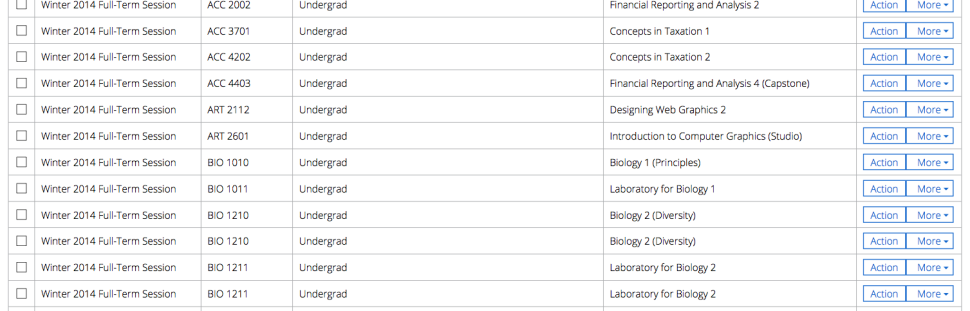 Winter 2014 Full-Term Session ACC 2002 Undergrad Financial Reporting and Analysis 2 Action More
Winter 2014 Full-Term Session ACC 3701 Undergrad Concepts in Taxation 1 Action More
Winter 2014 Full-Term Session ACC 4202 Undergrad Concepts in Taxation 2 Action More
Winter 2014 Full-Term Session ACC 4403 Undergrad Financial Reporting and Analysis 4 (Capstone) Action More
Winter 2014 Full-Term Session ART 2112 Undergrad Designing Web Graphics 2 Action More
Winter 2014 Full-Term Session ART 2601 Undergrad Introduction to Computer Graphics (Studio) Action More
Winter 2014 Full-Term Session BIO 1010 Undergrad Biology 1 (Principles) Action More
Winter 2014 Full-Term Session BIO 1011 Undergrad Laboratory for Biology 1 Action More
Winter 2014 Full-Term Session BIO 1210 Undergrad Biology 2 (Diversity) Action More
Winter 2014 Full-Term Session BIO 1210 Undergrad Biology 2 (Diversity) Action More
Winter 2014 Full-Term Session BIO 1211 Undergrad Laboratory for Biology 2 Action More
Winter 2014 Full-Term Session BIO 1211 Undergrad Laboratory for Biology 2 Action More